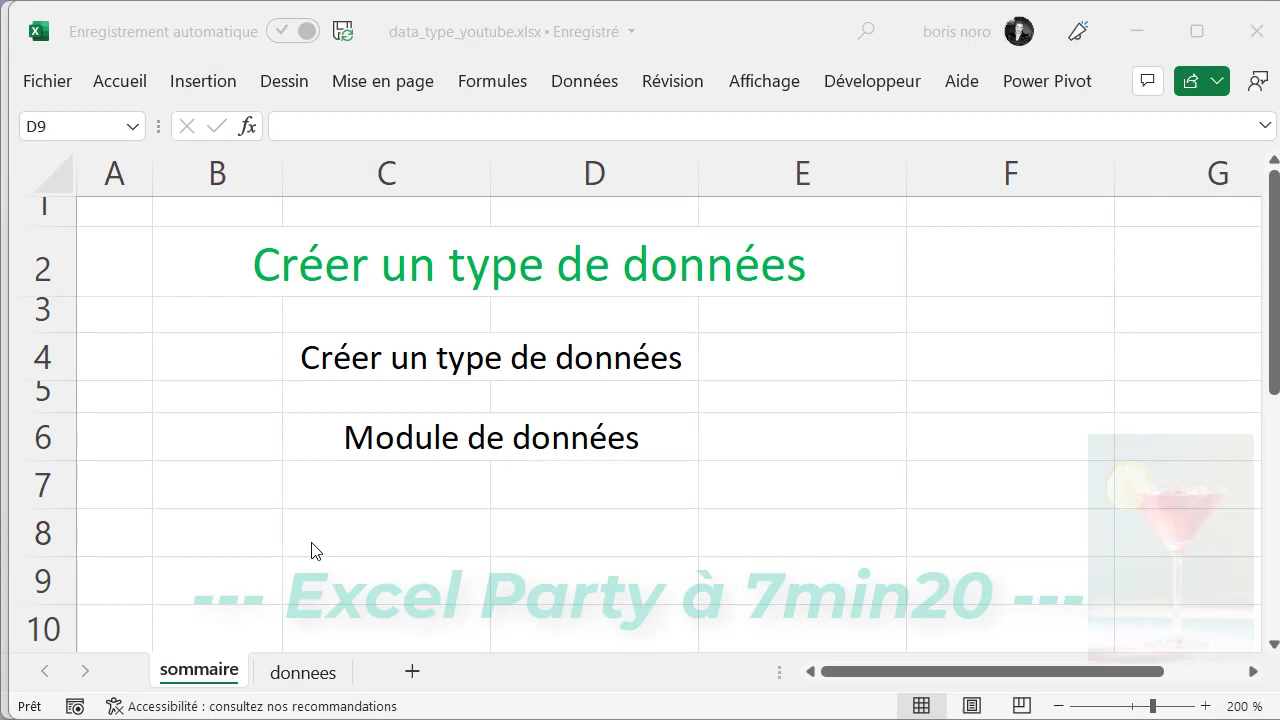 Enregistrement automatique
data_type_youtube.xlsx • Enregistré
boris noro
Fichier Accueil Insertion Dessin Mise en page Formules Données Révision Affichage Développeur Aide Power Pivot
D9
fx
A B C D E F G
1
2 Créer un type de données
3
4 Créer un type de données
5
6 Module de données
7
8
9
--- Excel Party à 7min20 ---
10
sommaire donnees
Prêt Accessibilité : consultez nos recommandations 200 %